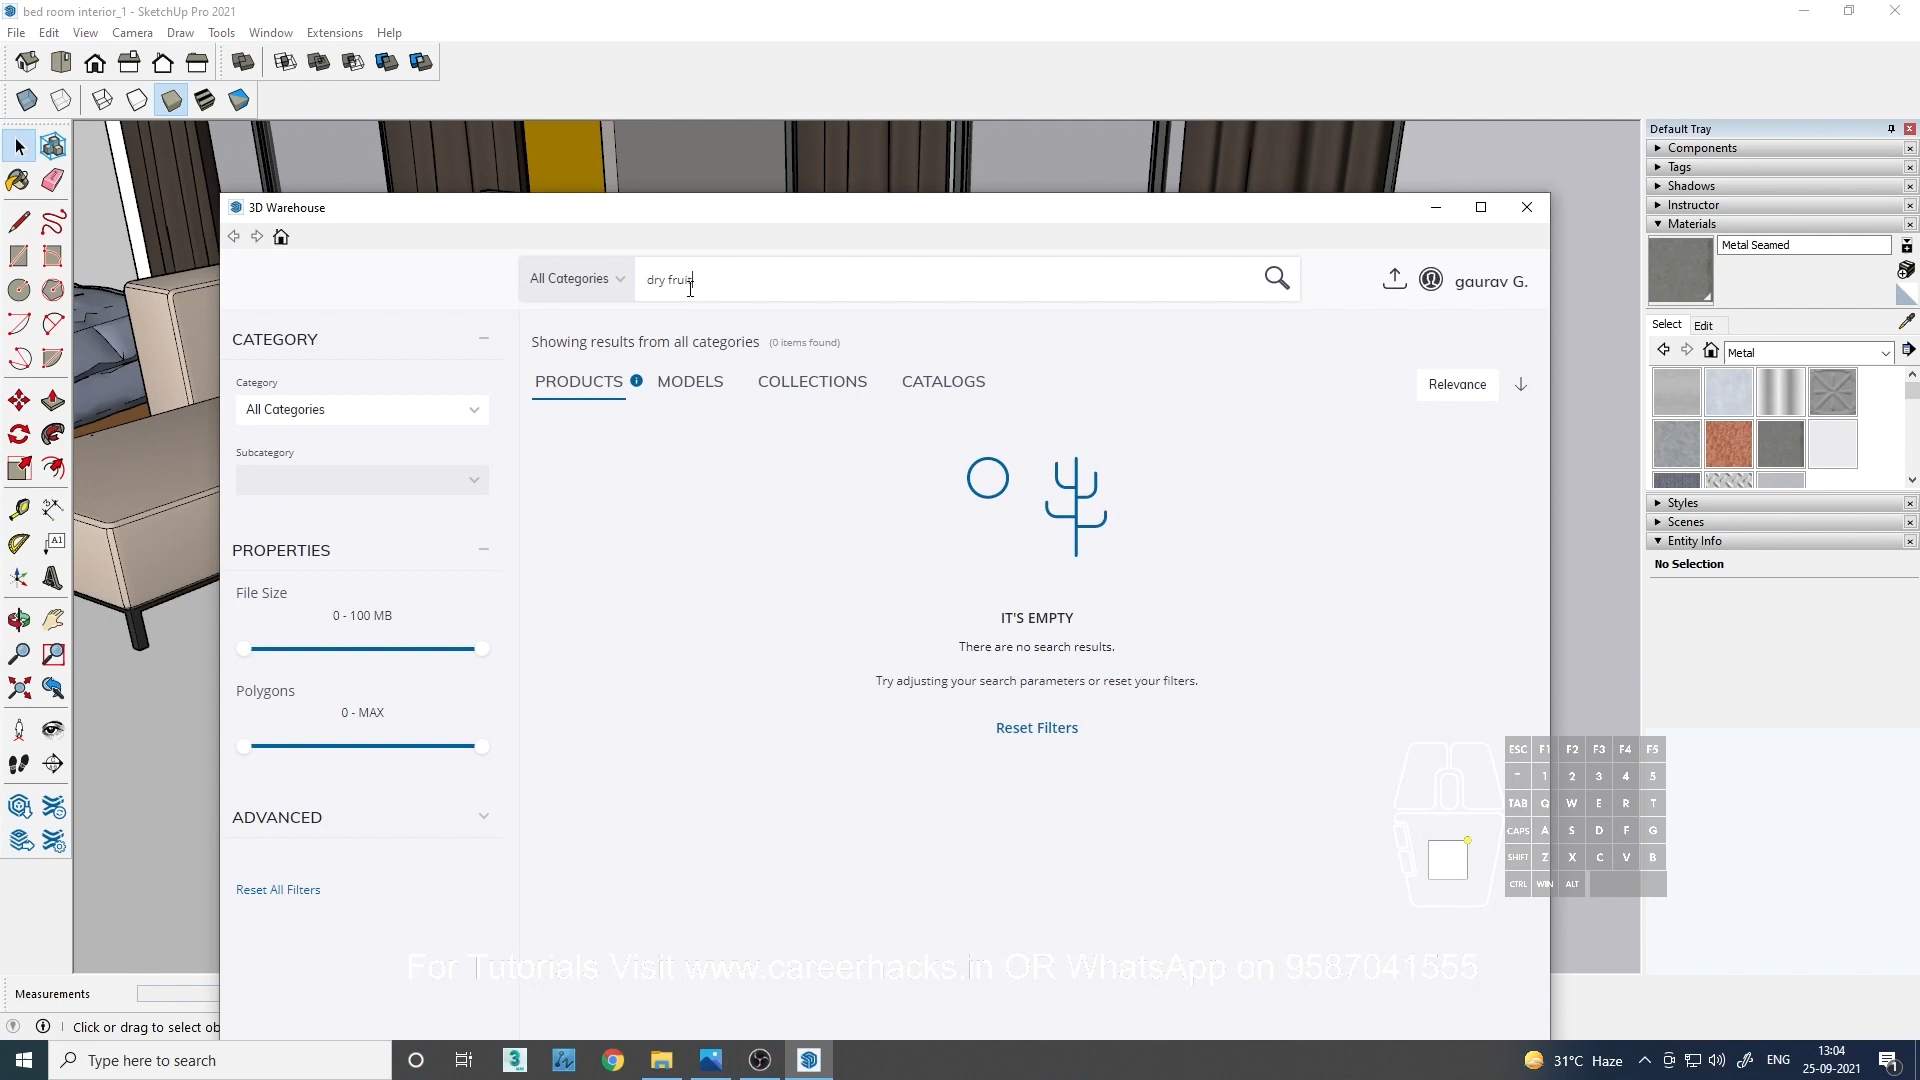 bed room interior_1 - SketchUp Pro 2021
File Edit View Camera Draw Tools Window Extensions Help
Default Tray
Components
Tags
Shadows
Instructor
Materials
Metal Seamed
Select Edit
Metal
Styles
Scenes
Entity Info
No Selection
3D Warehouse
All Categories dry fruit
gaurav G.
CATEGORY
Category
All Categories
Subcategory
PROPERTIES
File Size
0 - 100 MB
Polygons
0 - MAX
ADVANCED
Reset All Filters
Showing results from all categories (0 items found)
PRODUCTS MODELS COLLECTIONS CATALOGS
Relevance
IT'S EMPTY
There are no search results.
Try adjusting your search parameters or reset your filters.
Reset Filters
ESC F1 F2 F3 F4 F5
~ 1 2 3 4 5
TAB Q W E R T
CAPS A S D F G
SHIFT Z X C V B
CTRL WIN ALT
A1
For Tutorials Visit www.careerhacks.in OR WhatsApp on 9587041555
Measurements
Click or drag to select ob
Type here to search
31°C Haze
ENG
13:04
25-09-2021
1